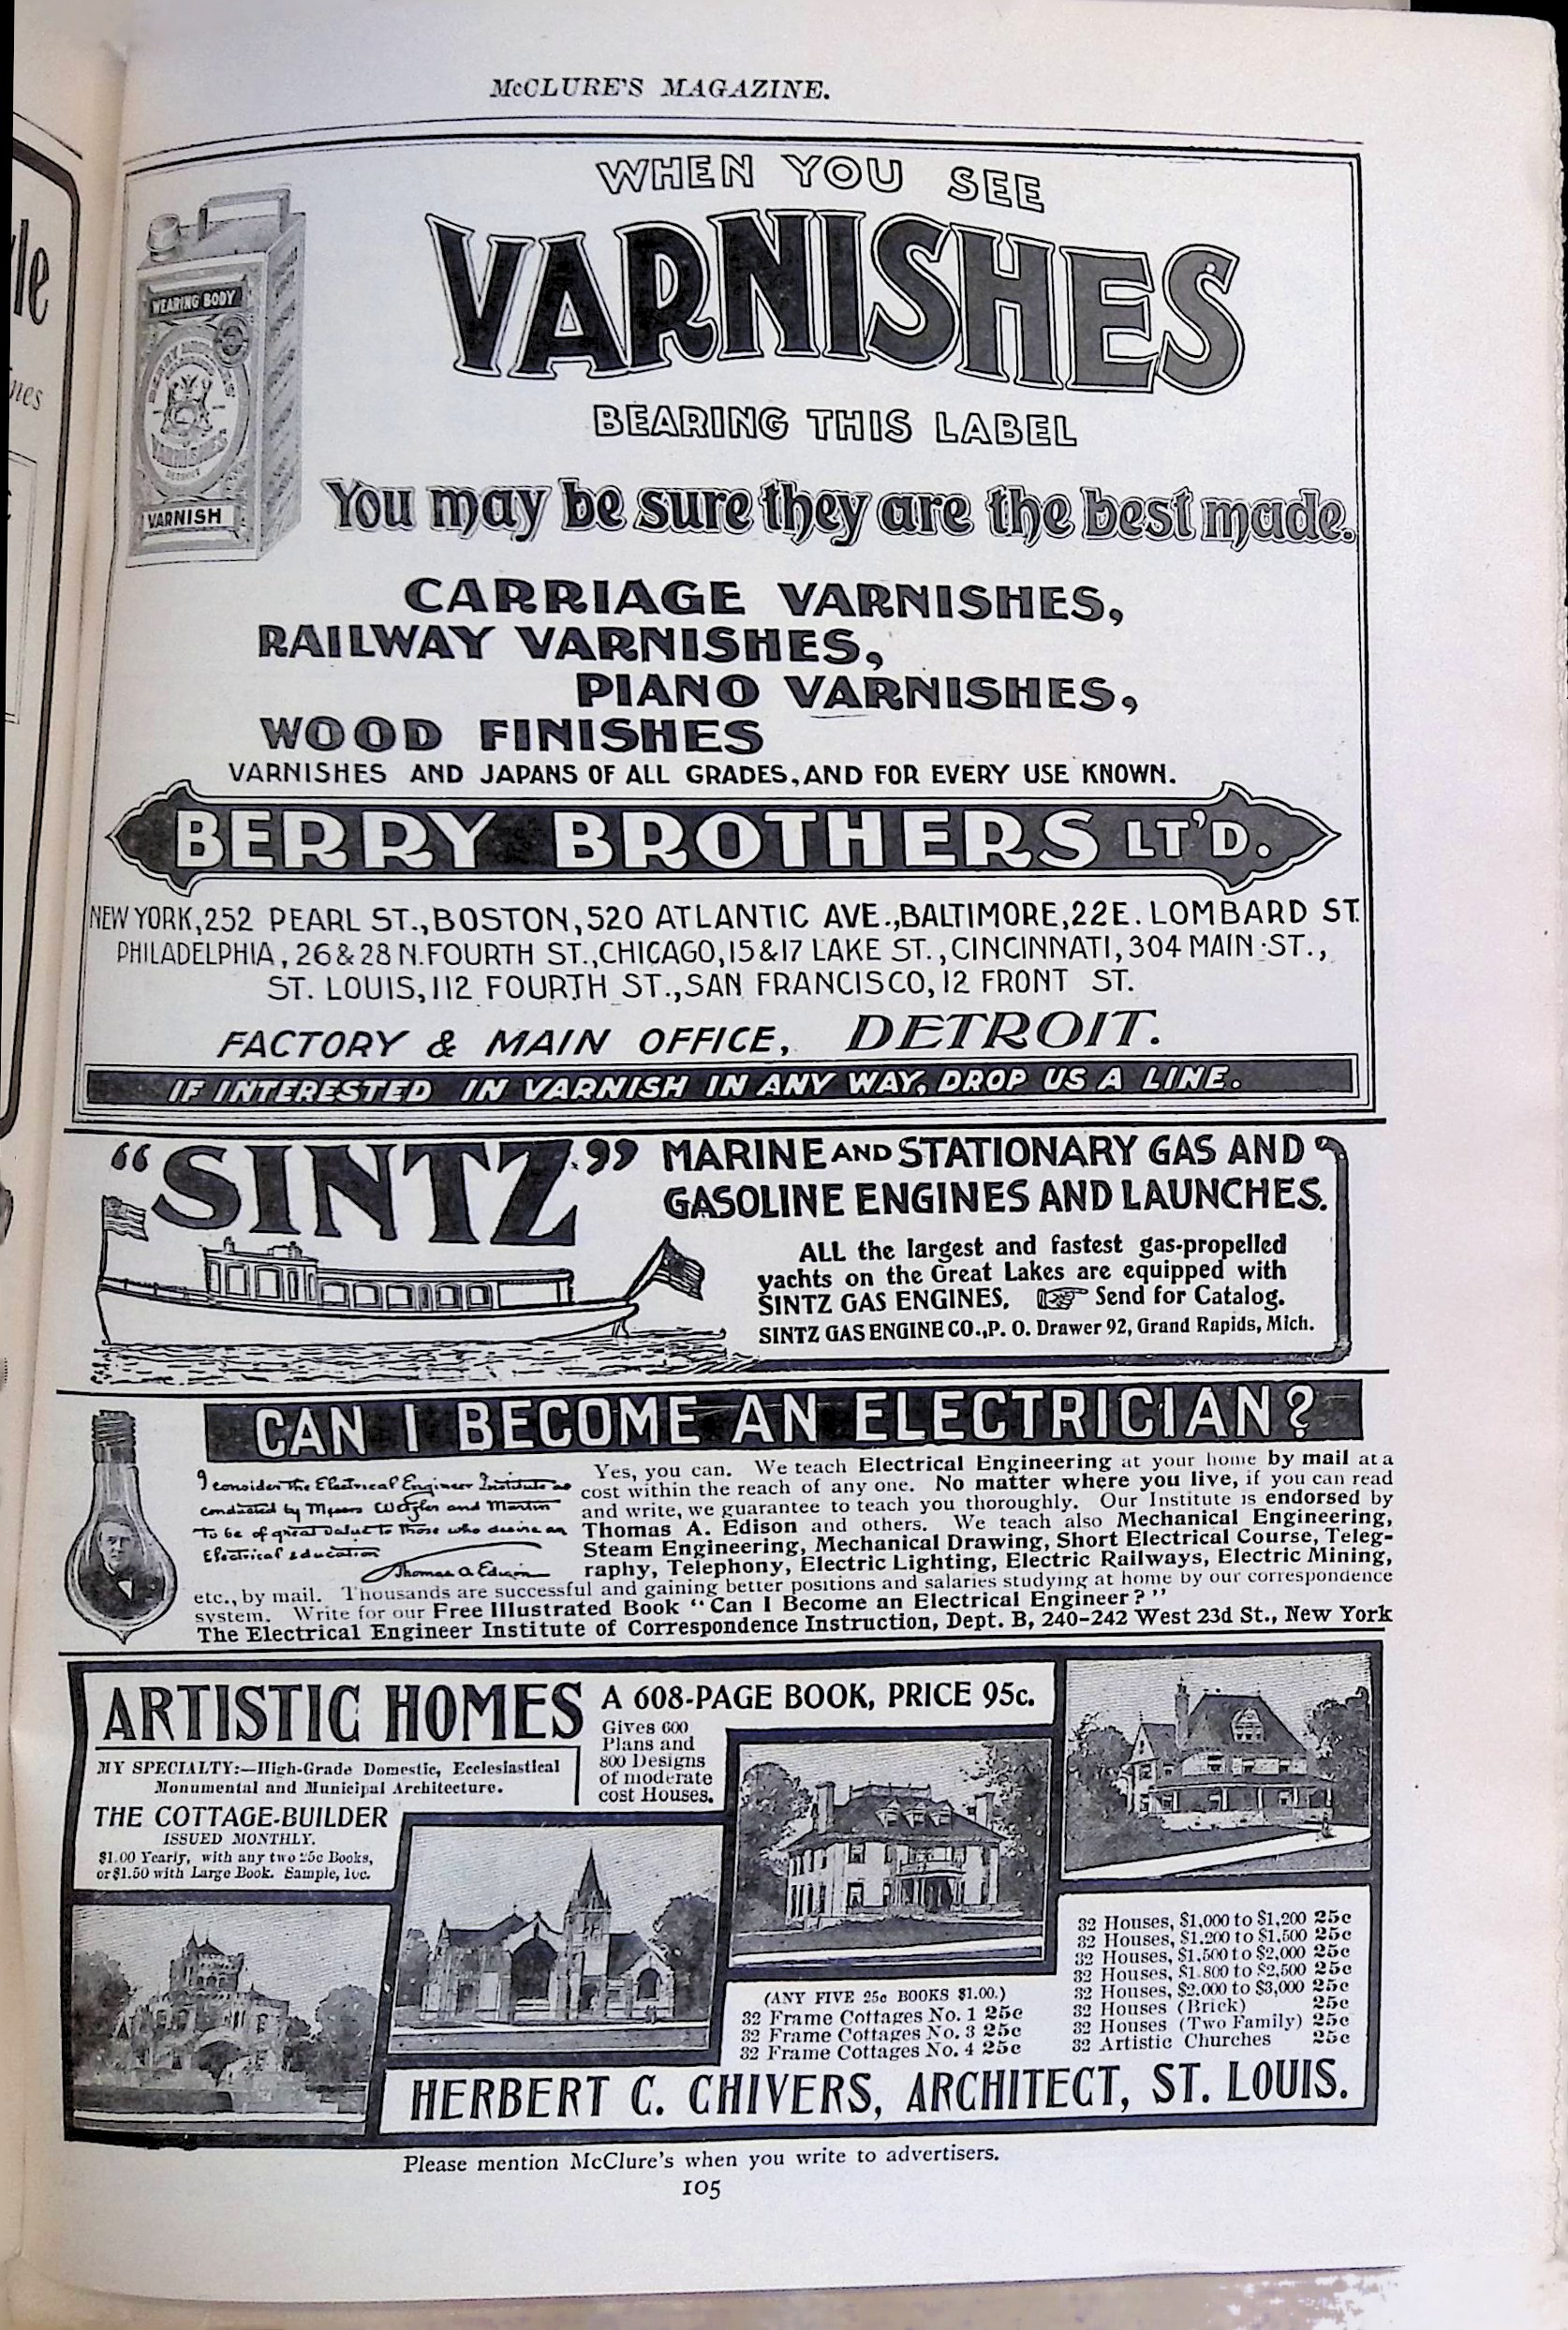 McCLURE'S MAGAZINE.
WHEN YOU SEE
VARNISHES
BEARING THIS LABEL
WEARING BODY
VARNISHES
VARNISH
You may be sure they are the best made.
CARRIAGE VARNISHES,
RAILWAY VARNISHES,
PIANO VARNISHES,
WOOD FINISHES
VARNISHES AND JAPANS OF ALL GRADES, AND FOR EVERY USE KNOWN.
BERRY BROTHERS LT'D.
NEW YORK, 252 PEARL ST., BOSTON, 520 ATLANTIC AVE., BALTIMORE, 22 E. LOMBARD ST.
PHILADELPHIA, 26 & 28 N. FOURTH ST., CHICAGO, 15 & 17 LAKE ST., CINCINNATI, 304 MAIN ST.,
ST. LOUIS, 112 FOURTH ST., SAN FRANCISCO, 12 FRONT ST.
FACTORY & MAIN OFFICE, DETROIT.
IF INTERESTED IN VARNISH IN ANY WAY, DROP US A LINE.
"SINTZ"
MARINE AND STATIONARY GAS AND
GASOLINE ENGINES AND LAUNCHES.
ALL the largest and fastest gas-propelled
yachts on the Great Lakes are equipped with
SINTZ GAS ENGINES. Send for Catalog.
SINTZ GAS ENGINE CO., P. O. Drawer 92, Grand Rapids, Mich.
CAN I BECOME AN ELECTRICIAN?
I consider the Electrical Engineer Institute as
conducted by Messrs Wetzler and Martin
to be of great value to those who desire an
Electrical education
Thomas A Edison
Yes, you can. We teach Electrical Engineering at your home by mail at a
cost within the reach of any one. No matter where you live, if you can read
and write, we guarantee to teach you thoroughly. Our Institute is endorsed by
Thomas A. Edison and others. We teach also Mechanical Engineering,
Steam Engineering, Mechanical Drawing, Short Electrical Course, Teleg-
raphy, Telephony, Electric Lighting, Electric Railways, Electric Mining,
etc., by mail. Thousands are successful and gaining better positions and salaries studying at home by our correspondence
system. Write for our Free Illustrated Book "Can I Become an Electrical Engineer?"
The Electrical Engineer Institute of Correspondence Instruction, Dept. B, 240-242 West 23d St., New York
ARTISTIC HOMES
A 608-PAGE BOOK, PRICE 95c.
Gives 600
Plans and
800 Designs
of moderate
cost Houses.
MY SPECIALTY:—High-Grade Domestic, Ecclesiastical
Monumental and Municipal Architecture.
THE COTTAGE-BUILDER
ISSUED MONTHLY.
$1.00 Yearly, with any two 25c Books,
or $1.50 with Large Book. Sample, 10c.
(ANY FIVE 25c BOOKS $1.00.)
32 Frame Cottages No. 1 25c
32 Frame Cottages No. 3 25c
32 Frame Cottages No. 4 25c
32 Houses, $1,000 to $1,200 25c
32 Houses, $1,200 to $1,500 25c
32 Houses, $1,500 to $2,000 25c
32 Houses, $1,800 to $2,500 25c
32 Houses, $2,000 to $3,000 25c
32 Houses (Brick) 25c
32 Houses (Two Family) 25c
32 Artistic Churches 25c
HERBERT C. CHIVERS, ARCHITECT, ST. LOUIS.
Please mention McClure's when you write to advertisers.
105